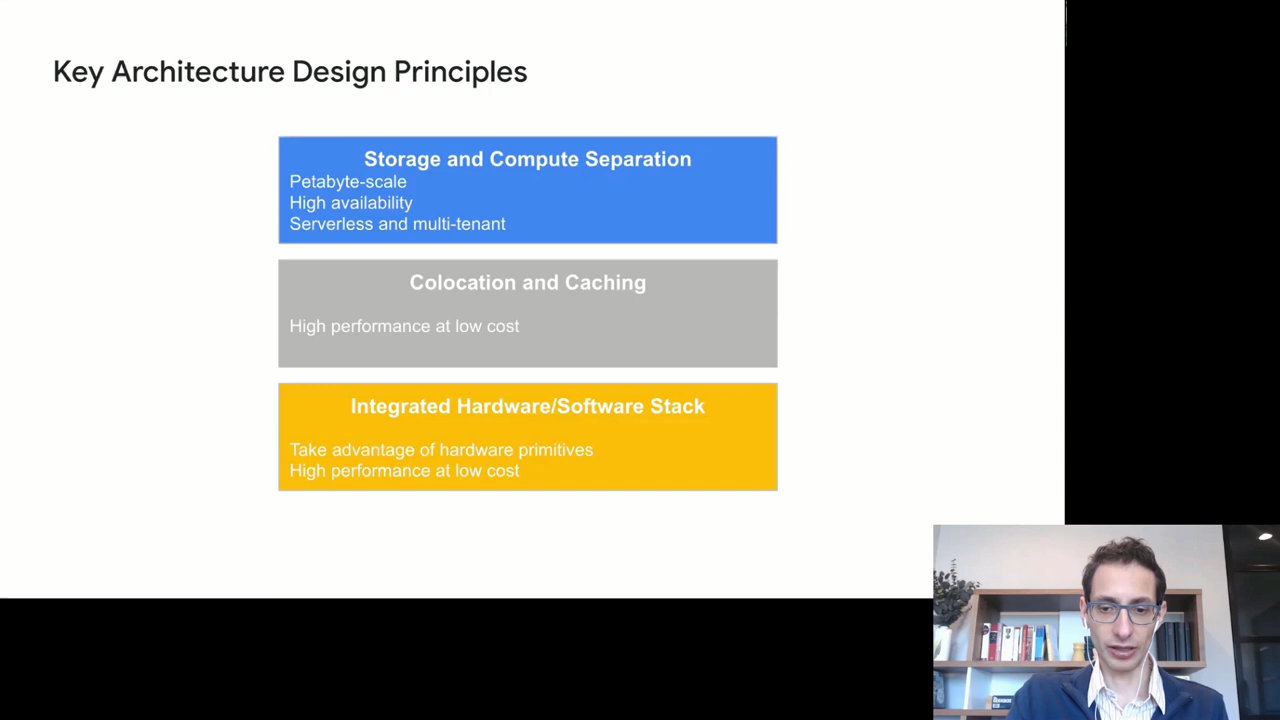 Key Architecture Design Principles
Storage and Compute Separation
Petabyte-scale
High availability
Serverless and multi-tenant
Colocation and Caching
High performance at low cost
Integrated Hardware/Software Stack
Take advantage of hardware primitives
High performance at low cost